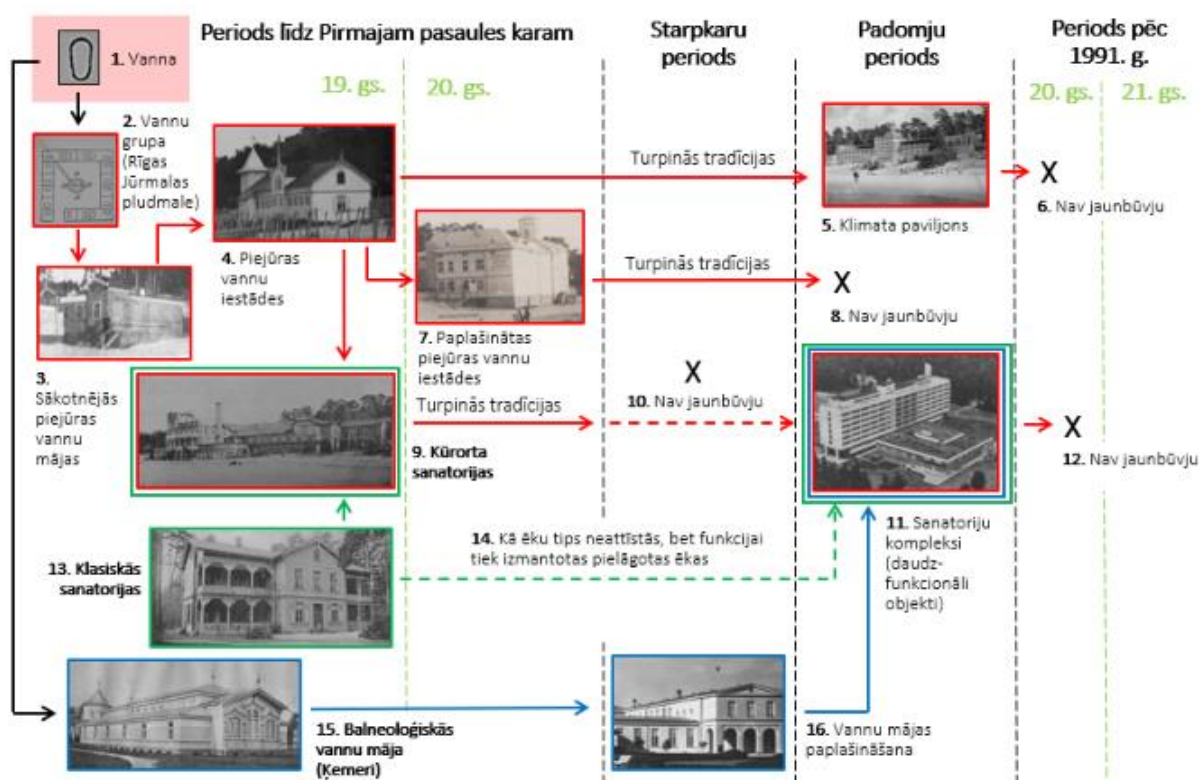 Periods līdz Pirmajam pasaules karam
Starpkaru
periods
Padomju
periods
Periods pēc
1991. g.
19. gs.
20. gs.
20. gs.
21. gs.
1. Vanna
2. Vannu
grupa
(Rīgas
Jūrmalas
pludmale)
3.
Sākotnējās
piejūras
vannu
mājas
4. Piejūras
vannu
iestādes
Turpinās tradīcijas
5. Klimata paviljons
X
6. Nav jaunbūvju
7. Paplašinātas
piejūras vannu
iestādes
Turpinās tradīcijas
X
8. Nav jaunbūvju
Turpinās tradīcijas
9. Kūrorta
sanatorijas
X
10. Nav jaunbūvju
11. Sanatoriju
kompleksi
(daudz-
funkcionāli
objekti)
X
12. Nav jaunbūvju
13. Klasiskās
sanatorijas
14. Kā ēku tips neattīstās, bet funkcijai
tiek izmantotas pielāgotas ēkas
15. Balneoloģiskās
vannu māja
(Ķemeri)
16. Vannu mājas
paplašināšana